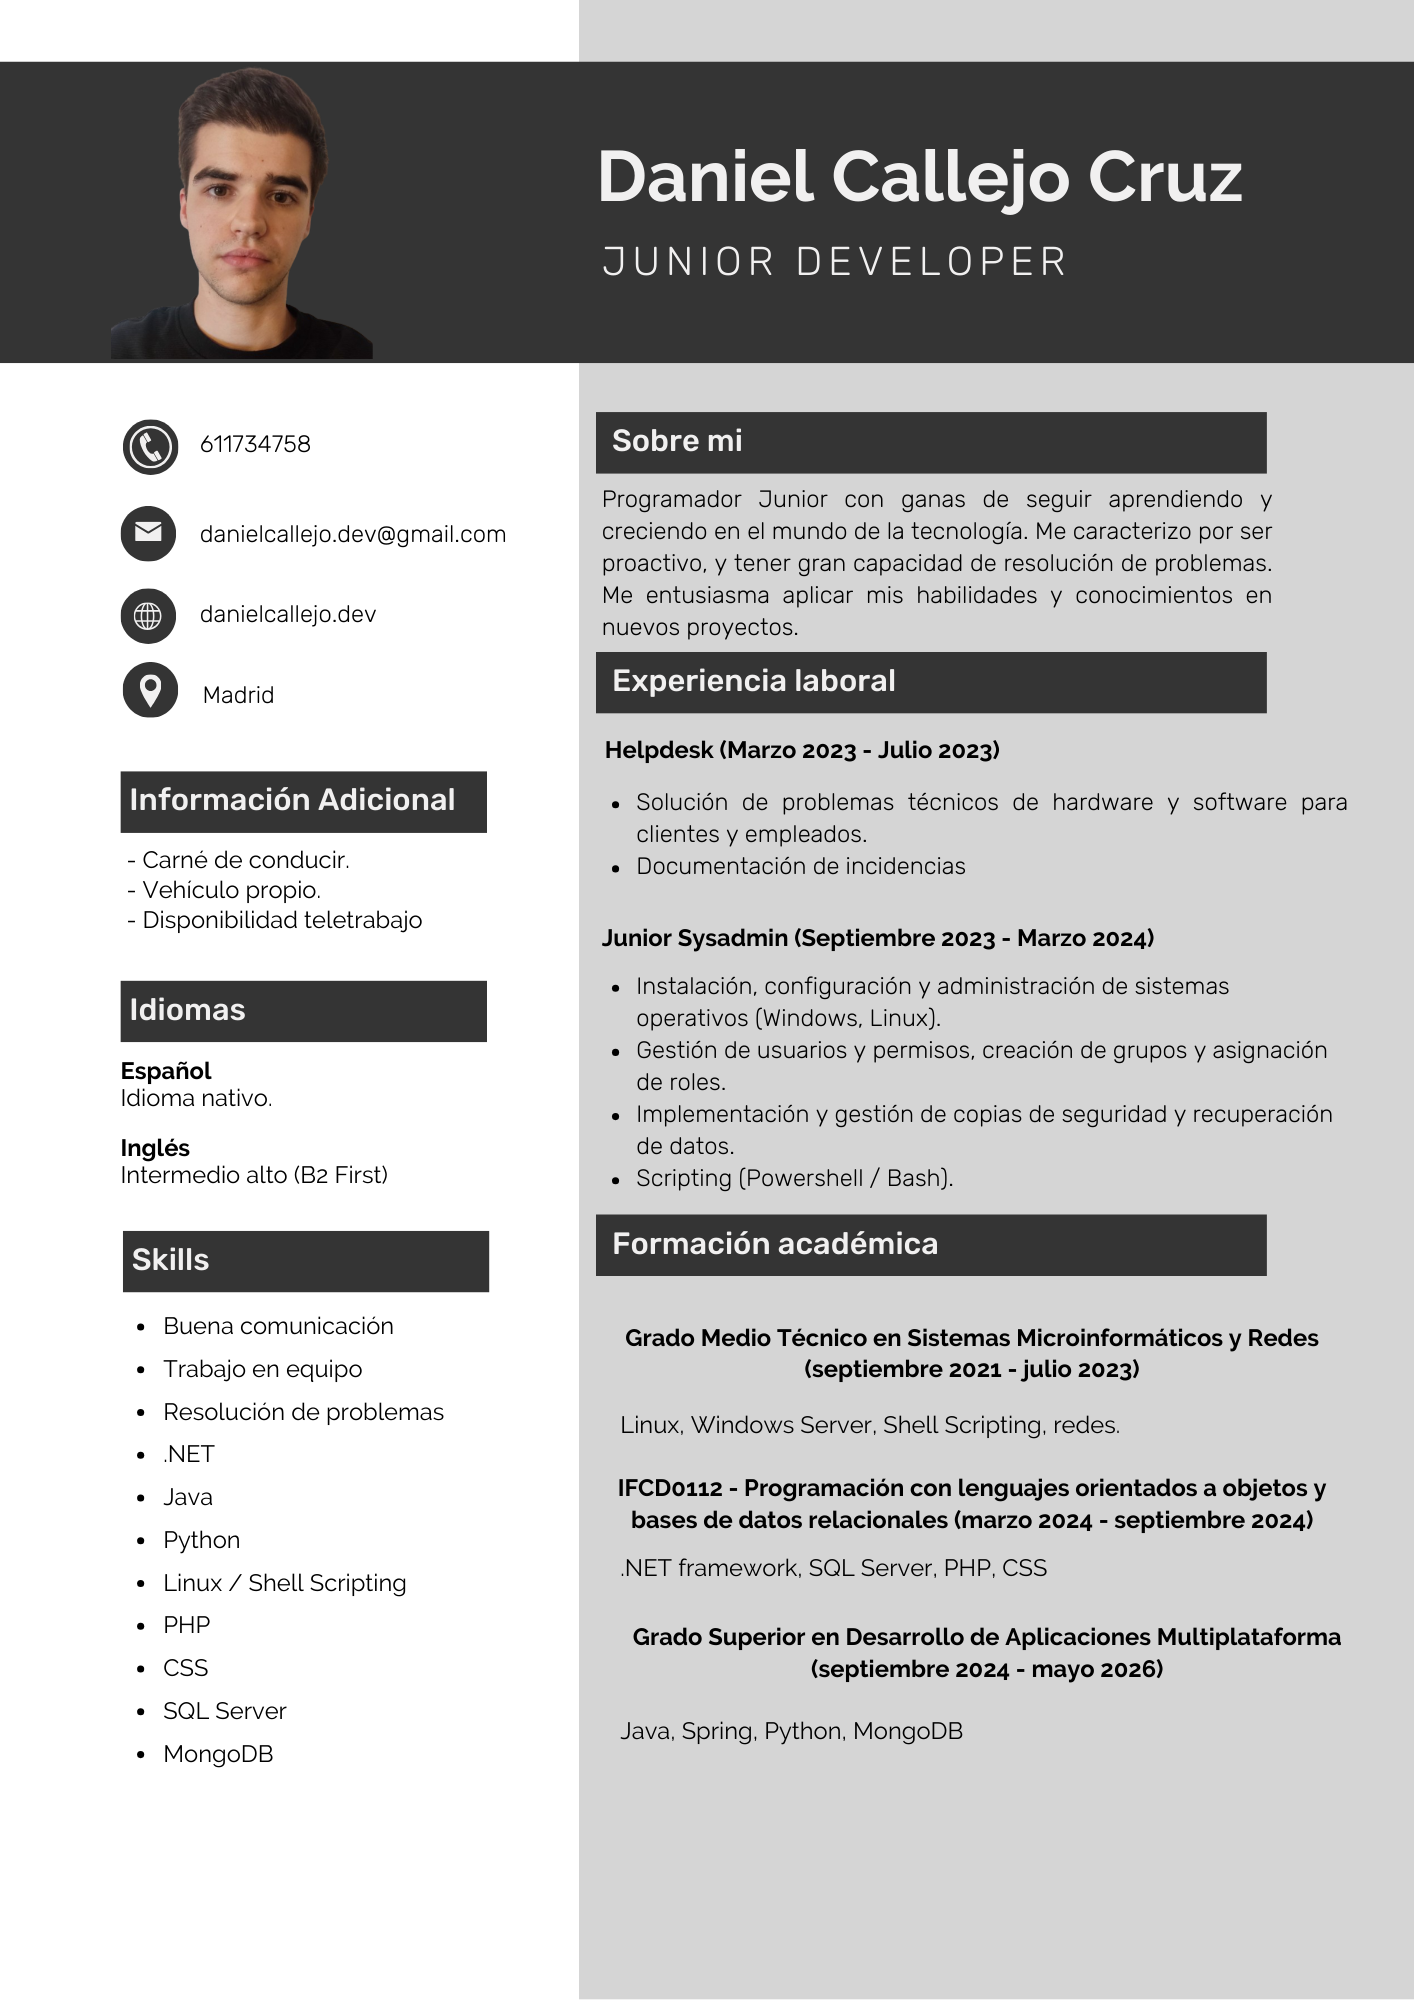 Daniel Callejo Cruz
JUNIOR DEVELOPER
611734758
danielcallejo.dev@gmail.com
danielcallejo.dev
Madrid
Información Adicional
- Carné de conducir.
- Vehículo propio.
- Disponibilidad teletrabajo
Idiomas
Español
Idioma nativo.
Inglés
Intermedio alto (B2 First)
Skills
• Buena comunicación
• Trabajo en equipo
• Resolución de problemas
• .NET
• Java
• Python
• Linux / Shell Scripting
• PHP
• CSS
• SQL Server
• MongoDB
Sobre mi
Programador Junior con ganas de seguir aprendiendo y
creciendo en el mundo de la tecnología. Me caracterizo por ser
proactivo, y tener gran capacidad de resolución de problemas.
Me entusiasma aplicar mis habilidades y conocimientos en
nuevos proyectos.
Experiencia laboral
Helpdesk (Marzo 2023 - Julio 2023)
• Solución de problemas técnicos de hardware y software para
clientes y empleados.
• Documentación de incidencias
Junior Sysadmin (Septiembre 2023 - Marzo 2024)
• Instalación, configuración y administración de sistemas
operativos (Windows, Linux).
• Gestión de usuarios y permisos, creación de grupos y asignación
de roles.
• Implementación y gestión de copias de seguridad y recuperación
de datos.
• Scripting (Powershell / Bash).
Formación académica
Grado Medio Técnico en Sistemas Microinformáticos y Redes
(septiembre 2021 - julio 2023)
Linux, Windows Server, Shell Scripting, redes.
IFCD0112 - Programación con lenguajes orientados a objetos y
bases de datos relacionales (marzo 2024 - septiembre 2024)
.NET framework, SQL Server, PHP, CSS
Grado Superior en Desarrollo de Aplicaciones Multiplataforma
(septiembre 2024 - mayo 2026)
Java, Spring, Python, MongoDB